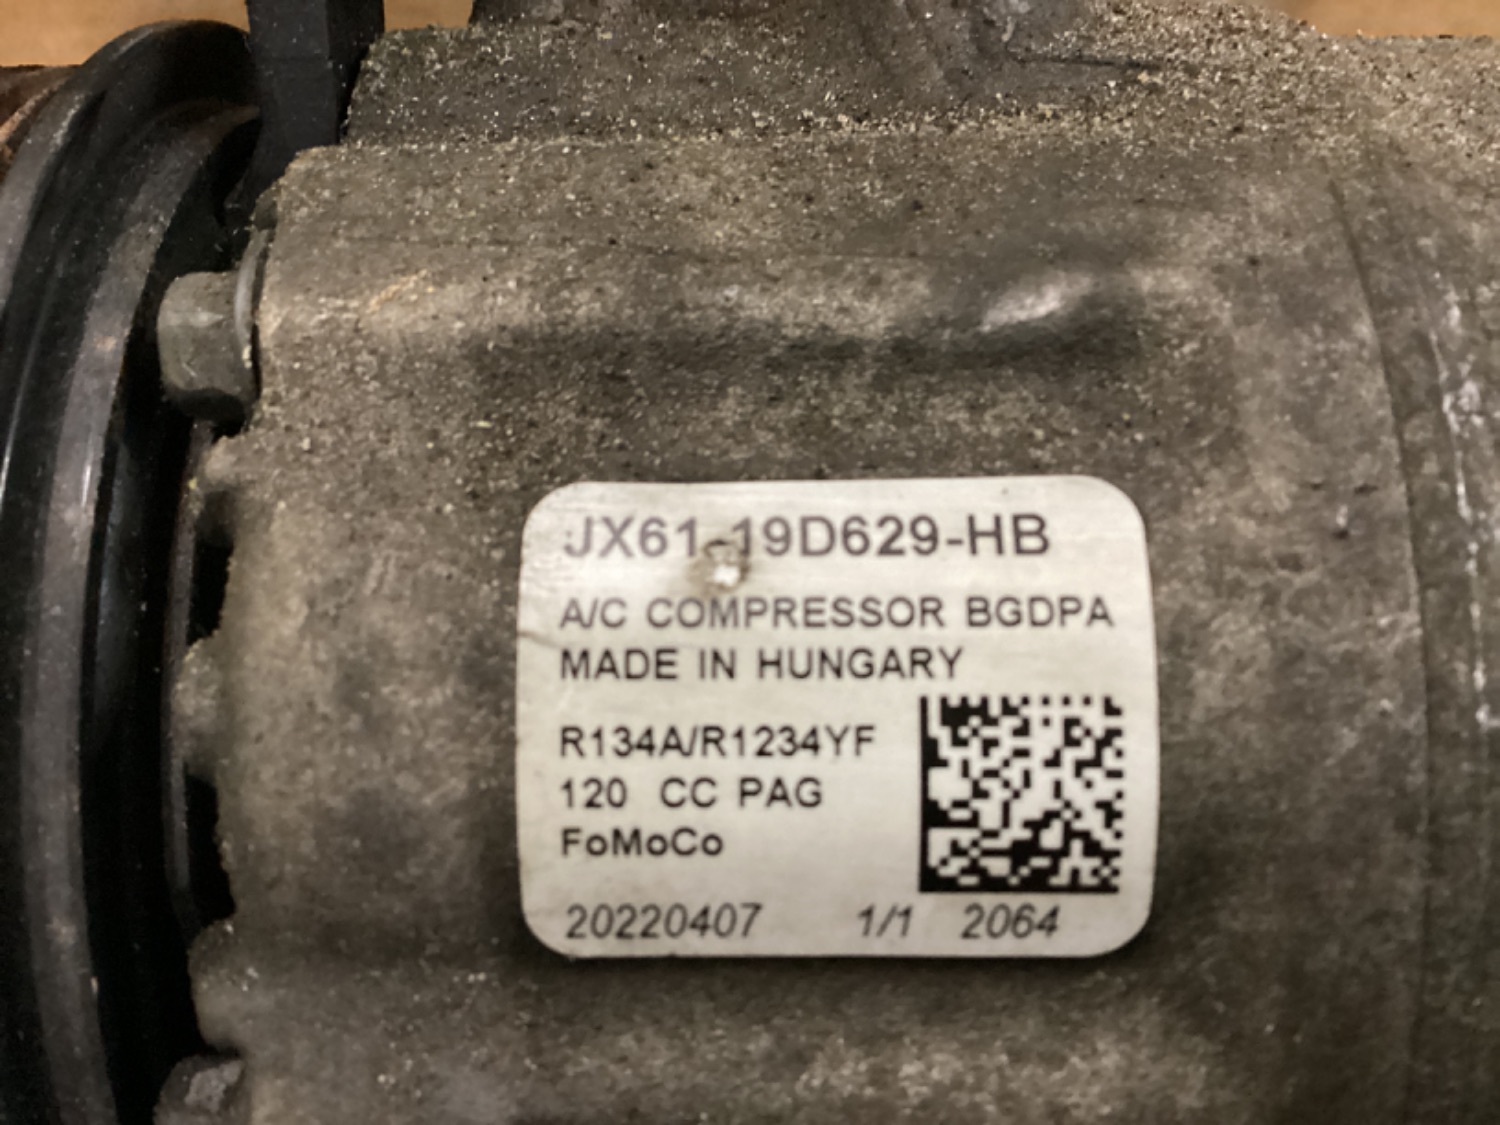 JX61-19D629-HB
A/C COMPRESSOR BGDPA
MADE IN HUNGARY
R134A/R1234YF
120 CC PAG
FoMoCo
20220407 1/1 2064